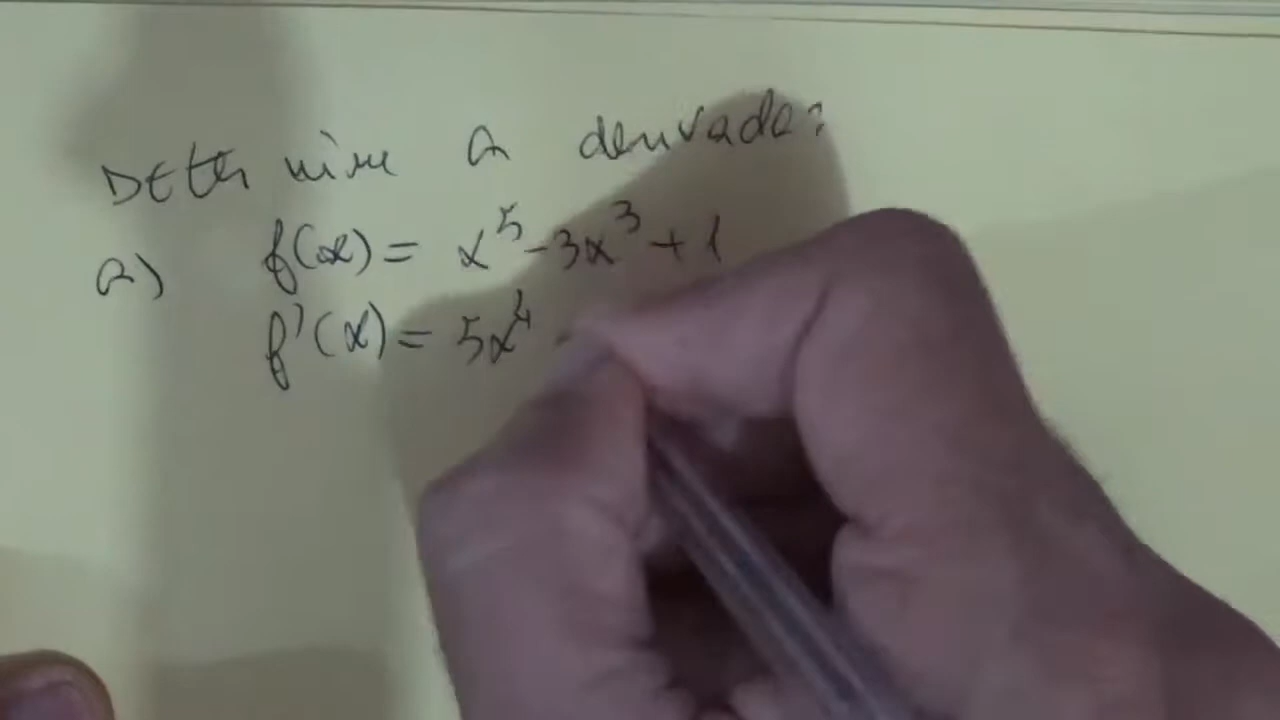 Determine a derivada:
a) f(x) = x⁵ - 3x³ + 1
f'(x) = 5x⁴ -